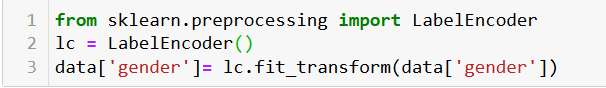 1 from sklearn.preprocessing import LabelEncoder
2 lc = LabelEncoder()
3 data['gender']= lc.fit_transform(data['gender'])